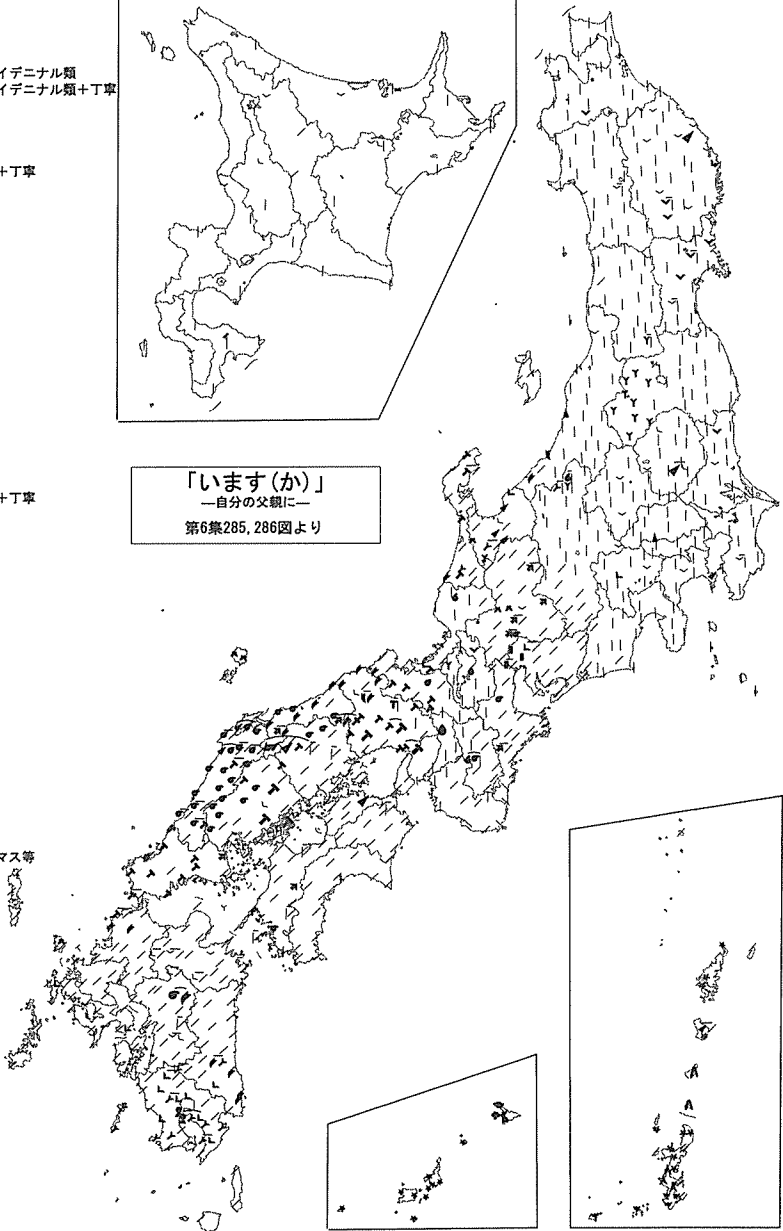 イデニナル類
イデニナル類+丁寧
+丁寧
「います(か)」
―自分の父親に―
第6集285, 286図より
+丁寧
マス等